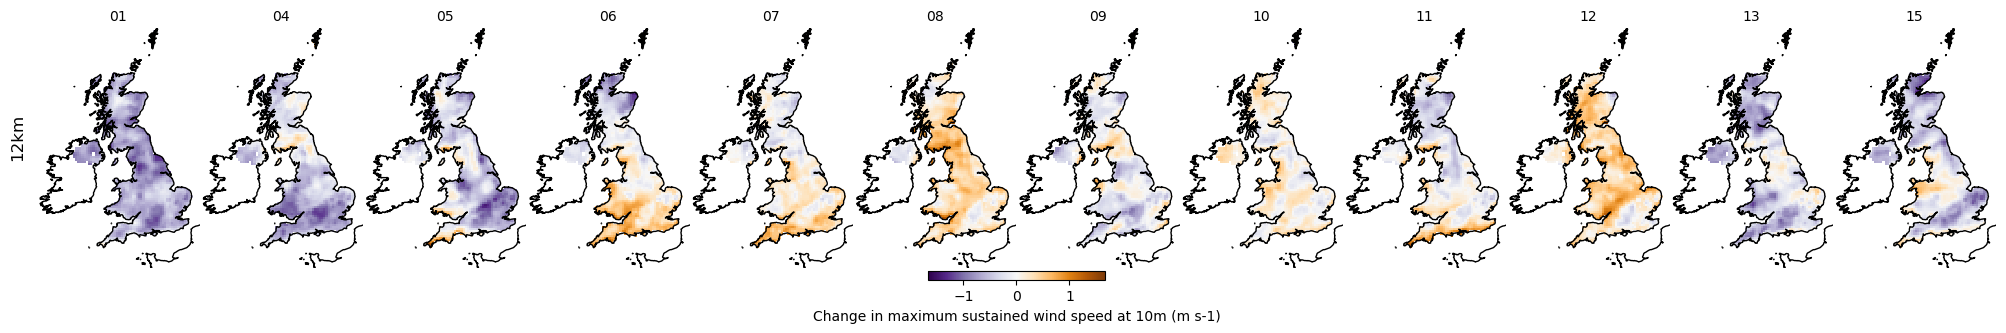 01 04 05 06 07 08 09 10 11 12 13 15
12km
−1 0 1
Change in maximum sustained wind speed at 10m (m s-1)